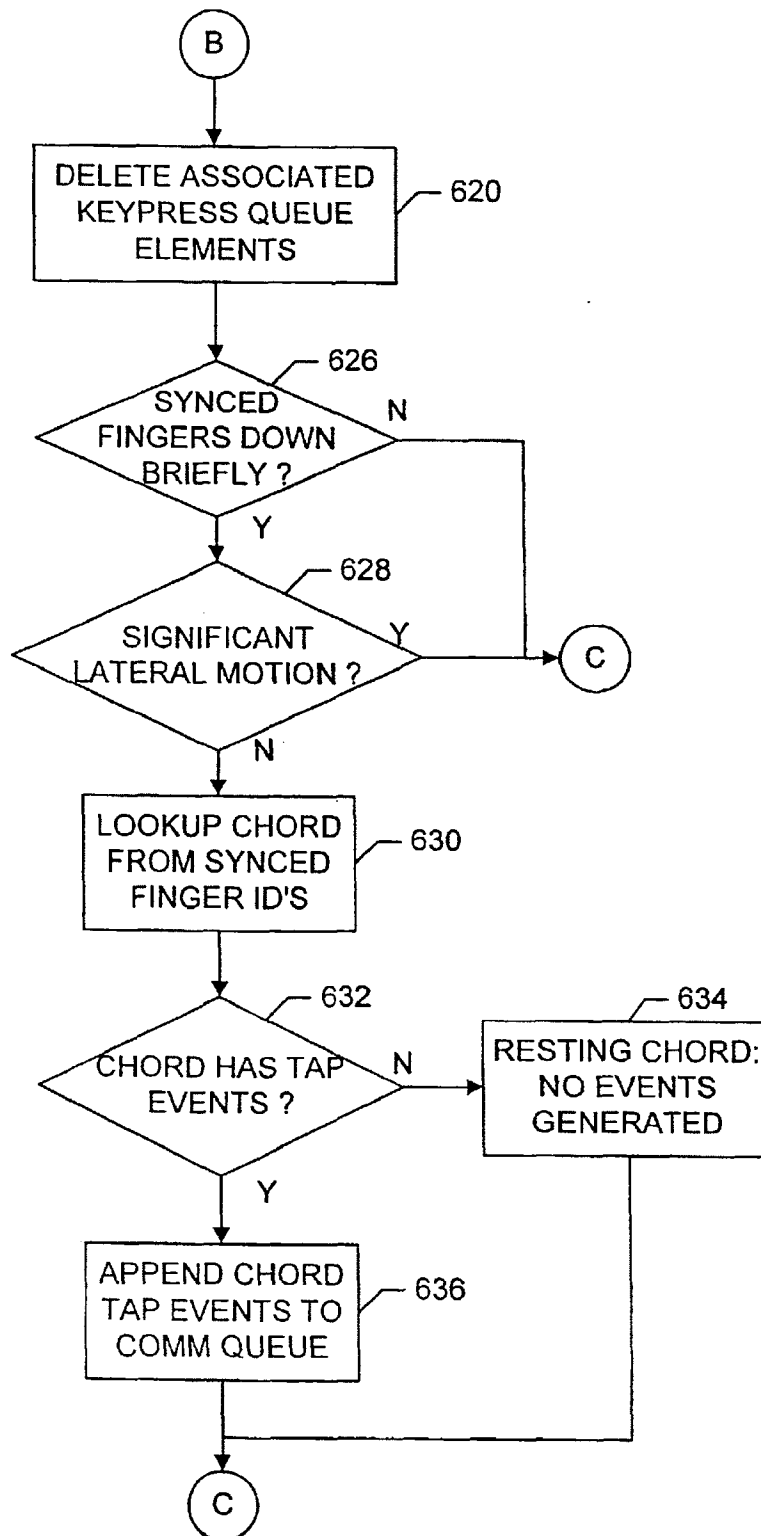 B
DELETE ASSOCIATED
KEYPRESS QUEUE
ELEMENTS
620
626
SYNCED
FINGERS DOWN
BRIEFLY ?
N
Y
628
SIGNIFICANT
LATERAL MOTION ?
Y
C
N
LOOKUP CHORD
FROM SYNCED
FINGER ID'S
630
632
CHORD HAS TAP
EVENTS ?
N
634
RESTING CHORD:
NO EVENTS
GENERATED
Y
APPEND CHORD
TAP EVENTS TO
COMM QUEUE
636
C